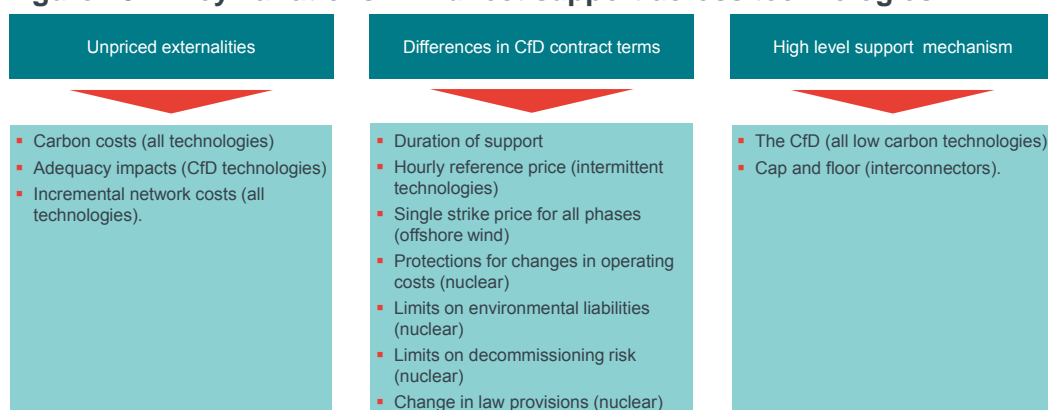 Unpriced externalities
Differences in CfD contract terms
High level support mechanism
▪ Carbon costs (all technologies)
▪ Adequacy impacts (CfD technologies)
▪ Incremental network costs (all
technologies).
▪ Duration of support
▪ Hourly reference price (intermittent
technologies)
▪ Single strike price for all phases
(offshore wind)
▪ Protections for changes in operating
costs (nuclear)
▪ Limits on environmental liabilities
(nuclear)
▪ Limits on decommissioning risk
(nuclear)
▪ Change in law provisions (nuclear)
▪ The CfD (all low carbon technologies)
▪ Cap and floor (interconnectors).